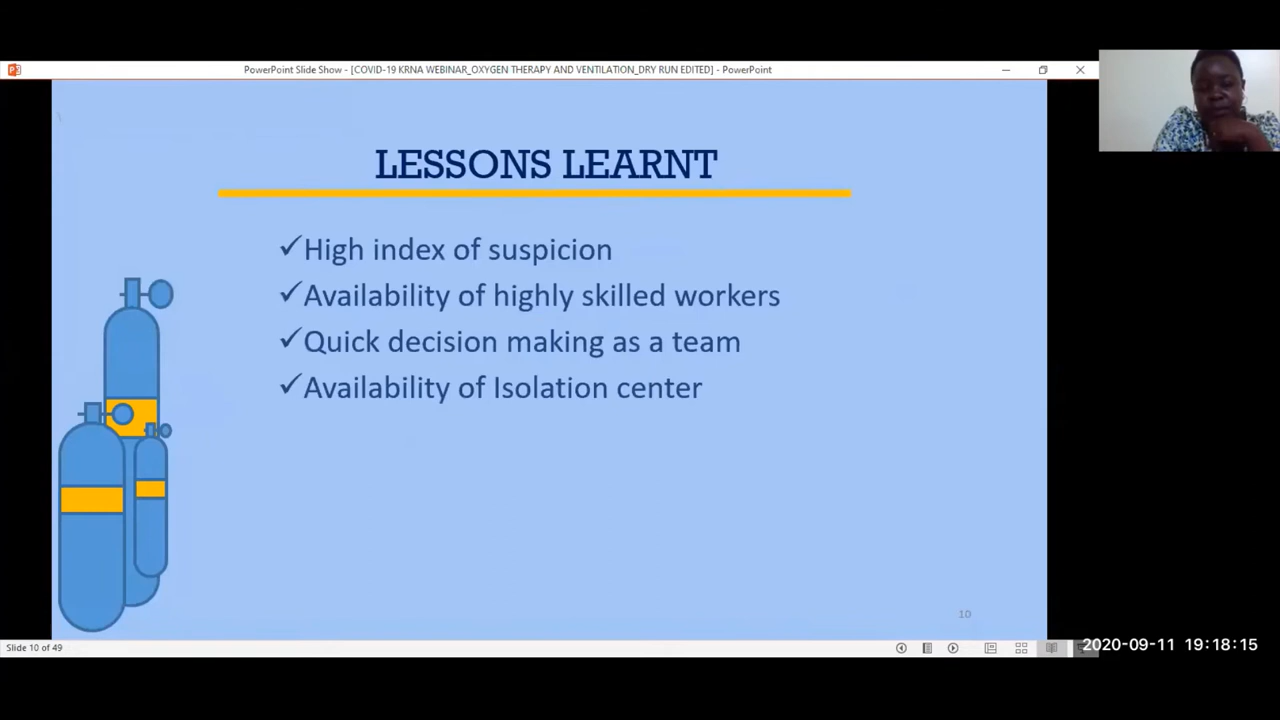 PowerPoint Slide Show - [COVID-19 KRNA WEBINAR_OXYGEN THERAPY AND VENTILATION_DRY RUN EDITED] - PowerPoint
LESSONS LEARNT
✓High index of suspicion
✓Availability of highly skilled workers
✓Quick decision making as a team
✓Availability of Isolation center
10
Slide 10 of 49
2020-09-11 19:18:15